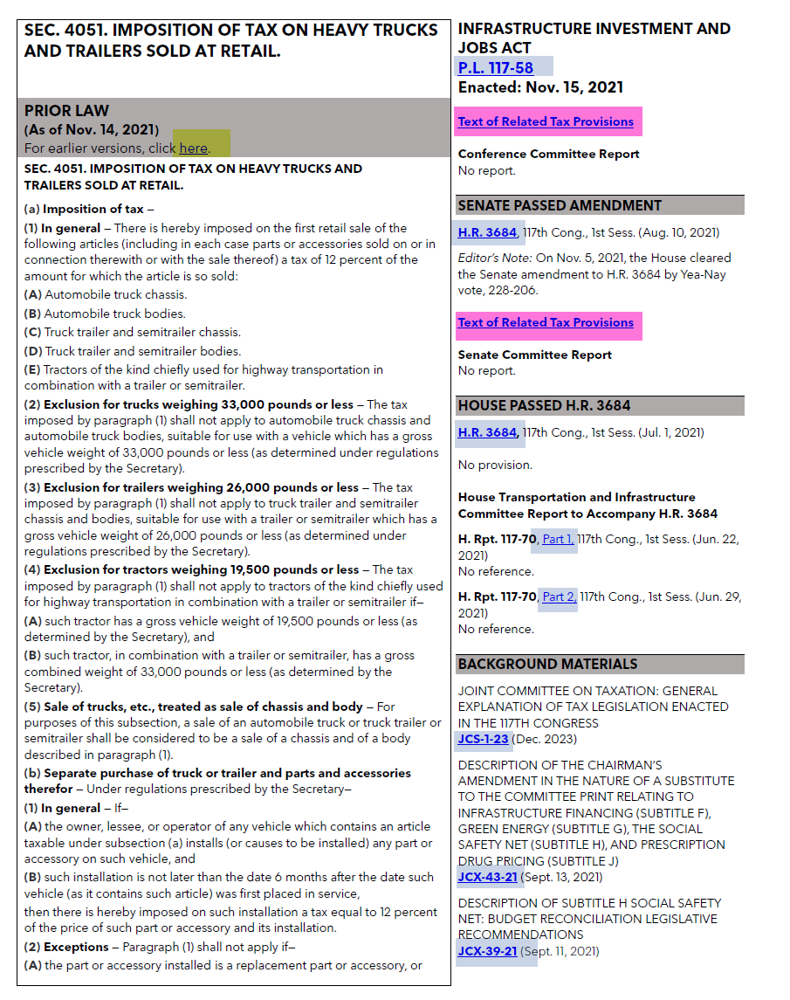 SEC. 4051. IMPOSITION OF TAX ON HEAVY TRUCKS
AND TRAILERS SOLD AT RETAIL.
PRIOR LAW
(As of Nov. 14, 2021)
For earlier versions, click here.
SEC. 4051. IMPOSITION OF TAX ON HEAVY TRUCKS AND
TRAILERS SOLD AT RETAIL.
(a) Imposition of tax –
(1) In general – There is hereby imposed on the first retail sale of the
following articles (including in each case parts or accessories sold on or in
connection therewith or with the sale thereof) a tax of 12 percent of the
amount for which the article is so sold:
(A) Automobile truck chassis.
(B) Automobile truck bodies.
(C) Truck trailer and semitrailer chassis.
(D) Truck trailer and semitrailer bodies.
(E) Tractors of the kind chiefly used for highway transportation in
combination with a trailer or semitrailer.
(2) Exclusion for trucks weighing 33,000 pounds or less – The tax
imposed by paragraph (1) shall not apply to automobile truck chassis and
automobile truck bodies, suitable for use with a vehicle which has a gross
vehicle weight of 33,000 pounds or less (as determined under regulations
prescribed by the Secretary).
(3) Exclusion for trailers weighing 26,000 pounds or less – The tax
imposed by paragraph (1) shall not apply to truck trailer and semitrailer
chassis and bodies, suitable for use with a trailer or semitrailer which has a
gross vehicle weight of 26,000 pounds or less (as determined under
regulations prescribed by the Secretary).
(4) Exclusion for tractors weighing 19,500 pounds or less – The tax
imposed by paragraph (1) shall not apply to tractors of the kind chiefly used
for highway transportation in combination with a trailer or semitrailer if–
(A) such tractor has a gross vehicle weight of 19,500 pounds or less (as
determined by the Secretary), and
(B) such tractor, in combination with a trailer or semitrailer, has a gross
combined weight of 33,000 pounds or less (as determined by the
Secretary).
(5) Sale of trucks, etc., treated as sale of chassis and body – For
purposes of this subsection, a sale of an automobile truck or truck trailer or
semitrailer shall be considered to be a sale of a chassis and of a body
described in paragraph (1).
(b) Separate purchase of truck or trailer and parts and accessories
therefor – Under regulations prescribed by the Secretary–
(1) In general – If–
(A) the owner, lessee, or operator of any vehicle which contains an article
taxable under subsection (a) installs (or causes to be installed) any part or
accessory on such vehicle, and
(B) such installation is not later than the date 6 months after the date such
vehicle (as it contains such article) was first placed in service,
then there is hereby imposed on such installation a tax equal to 12 percent
of the price of such part or accessory and its installation.
(2) Exceptions – Paragraph (1) shall not apply if–
(A) the part or accessory installed is a replacement part or accessory, or
INFRASTRUCTURE INVESTMENT AND
JOBS ACT
P.L. 117-58
Enacted: Nov. 15, 2021
Text of Related Tax Provisions
Conference Committee Report
No report.
SENATE PASSED AMENDMENT
H.R. 3684, 117th Cong., 1st Sess. (Aug. 10, 2021)
Editor's Note: On Nov. 5, 2021, the House cleared
the Senate amendment to H.R. 3684 by Yea-Nay
vote, 228-206.
Text of Related Tax Provisions
Senate Committee Report
No report.
HOUSE PASSED H.R. 3684
H.R. 3684, 117th Cong., 1st Sess. (Jul. 1, 2021)
No provision.
House Transportation and Infrastructure
Committee Report to Accompany H.R. 3684
H. Rpt. 117-70, Part 1, 117th Cong., 1st Sess. (Jun. 22,
2021)
No reference.
H. Rpt. 117-70, Part 2, 117th Cong., 1st Sess. (Jun. 29,
2021)
No reference.
BACKGROUND MATERIALS
JOINT COMMITTEE ON TAXATION: GENERAL
EXPLANATION OF TAX LEGISLATION ENACTED
IN THE 117TH CONGRESS
JCS-1-23 (Dec. 2023)
DESCRIPTION OF THE CHAIRMAN'S
AMENDMENT IN THE NATURE OF A SUBSTITUTE
TO THE COMMITTEE PRINT RELATING TO
INFRASTRUCTURE FINANCING (SUBTITLE F),
GREEN ENERGY (SUBTITLE G), THE SOCIAL
SAFETY NET (SUBTITLE H), AND PRESCRIPTION
DRUG PRICING (SUBTITLE J)
JCX-43-21 (Sept. 13, 2021)
DESCRIPTION OF SUBTITLE H SOCIAL SAFETY
NET: BUDGET RECONCILIATION LEGISLATIVE
RECOMMENDATIONS
JCX-39-21 (Sept. 11, 2021)